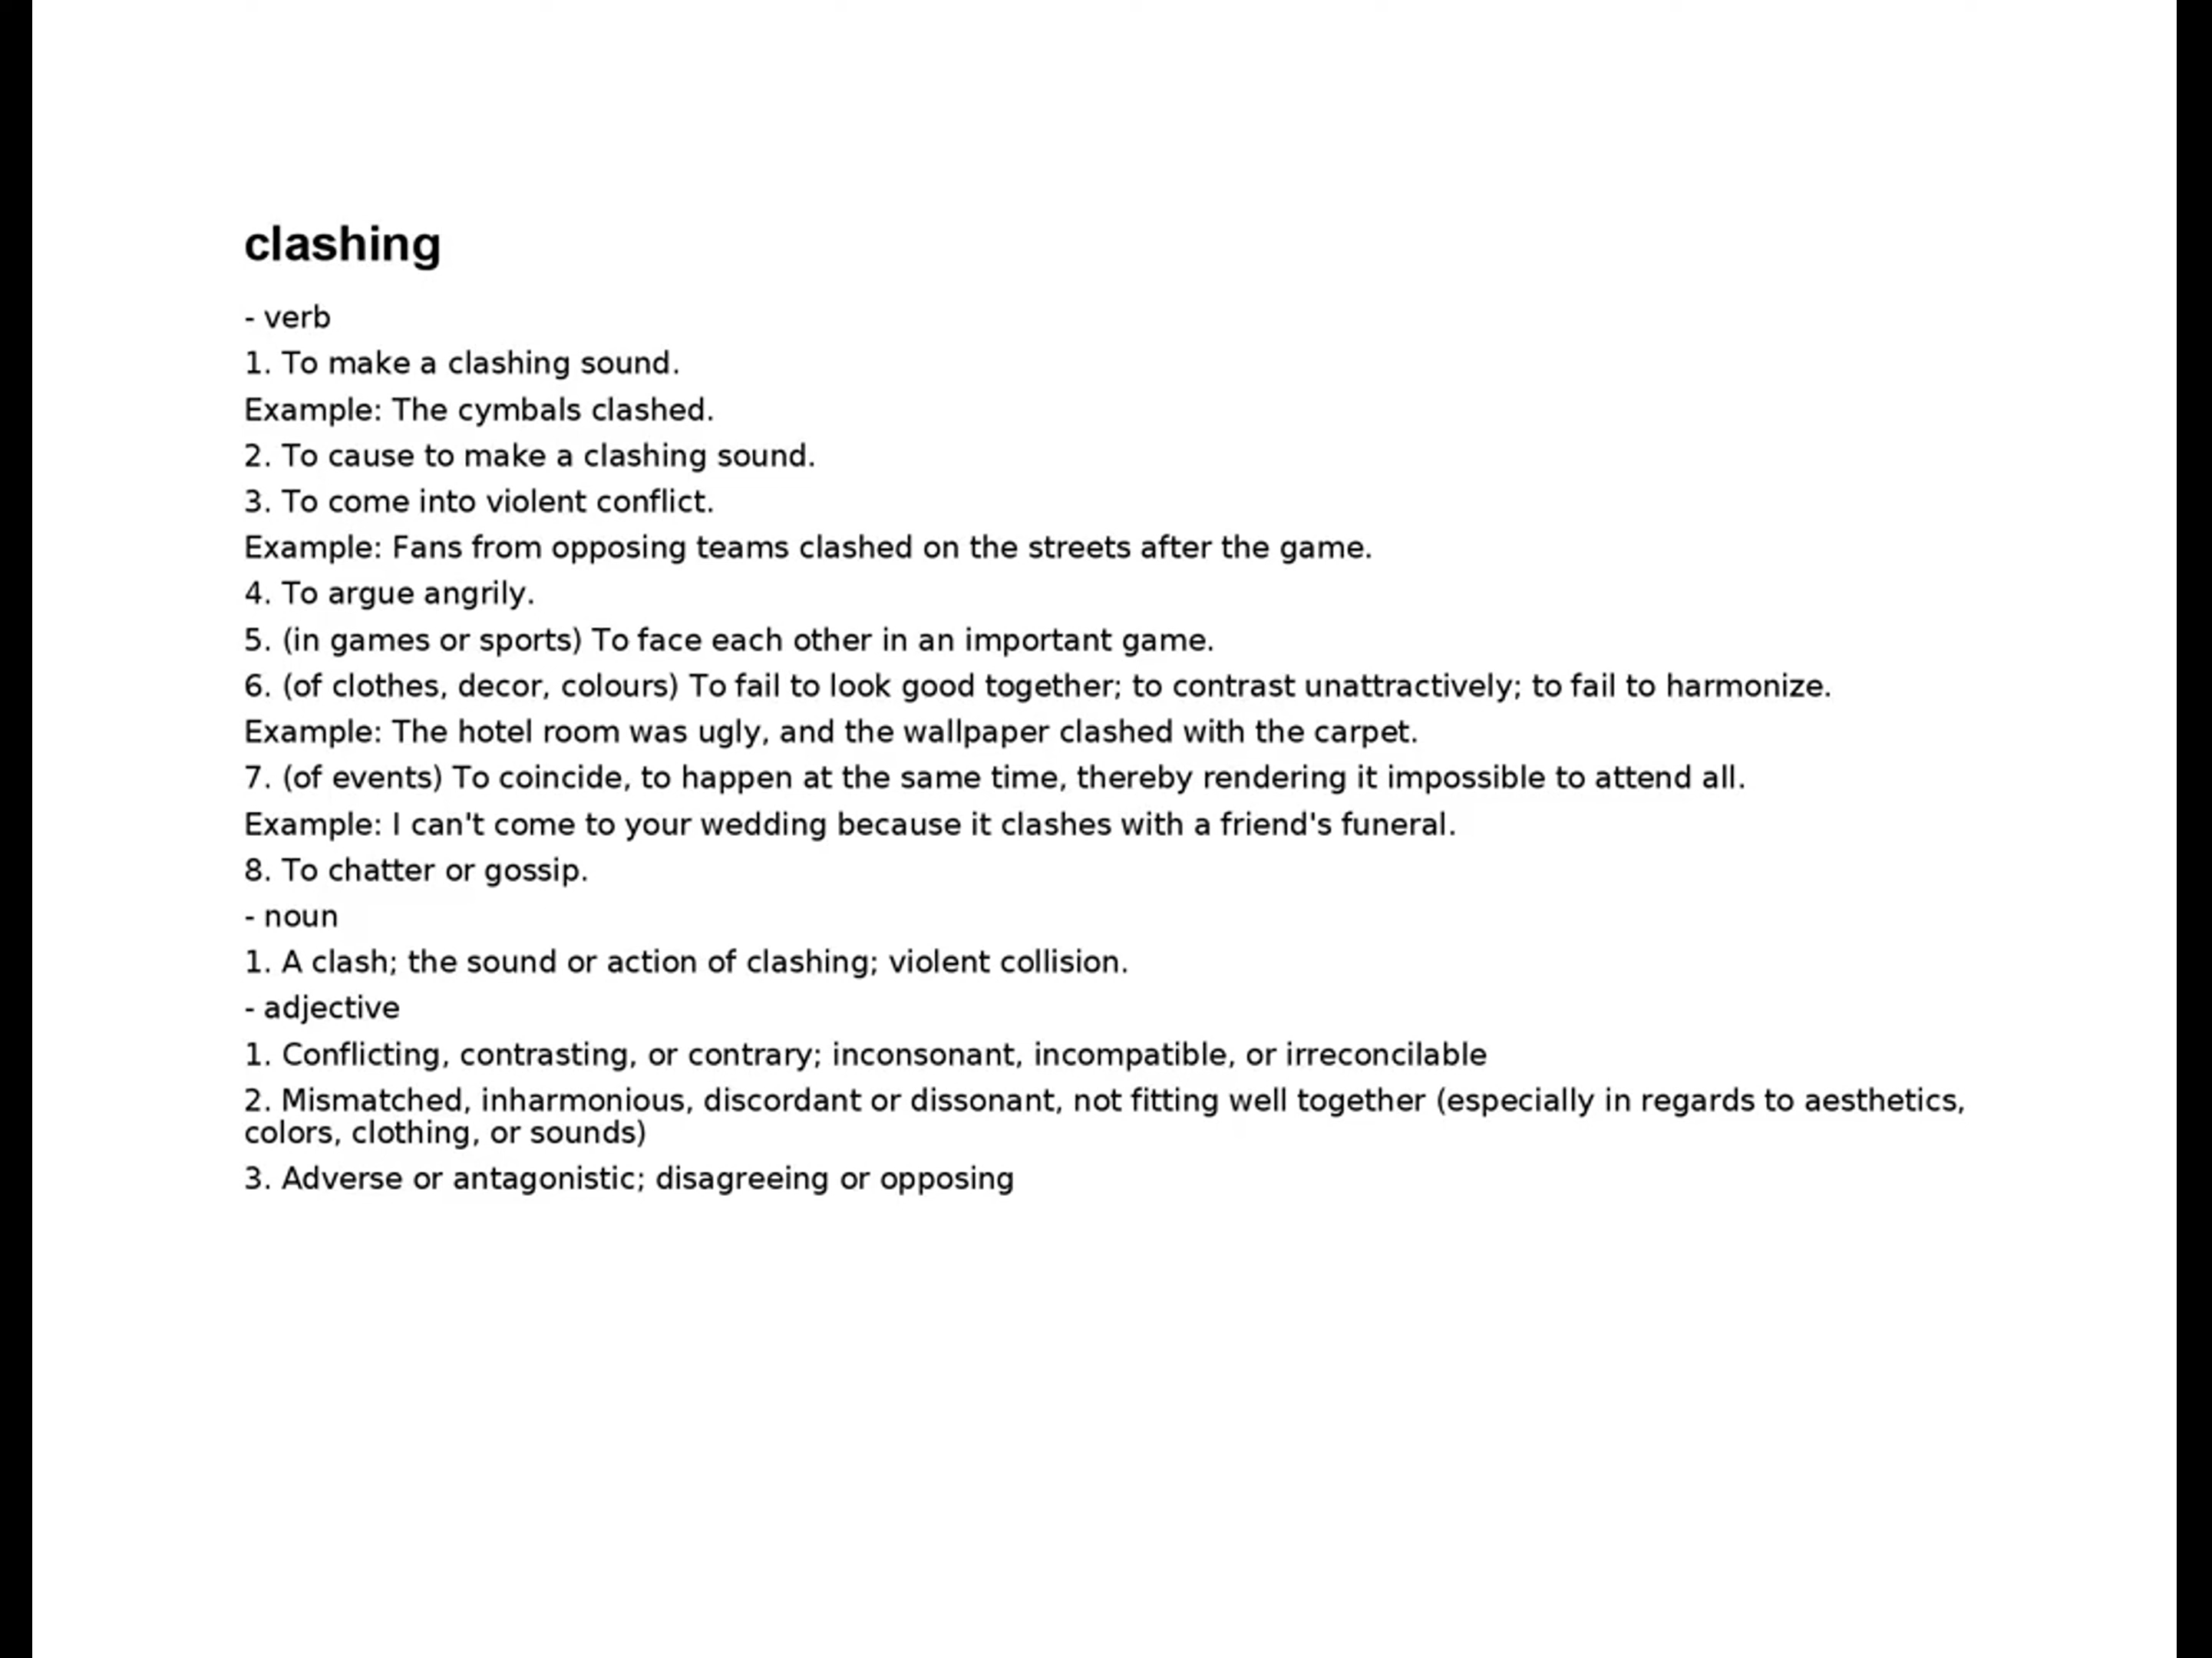 clashing
- verb
1. To make a clashing sound.
Example: The cymbals clashed.
2. To cause to make a clashing sound.
3. To come into violent conflict.
Example: Fans from opposing teams clashed on the streets after the game.
4. To argue angrily.
5. (in games or sports) To face each other in an important game.
6. (of clothes, decor, colours) To fail to look good together; to contrast unattractively; to fail to harmonize.
Example: The hotel room was ugly, and the wallpaper clashed with the carpet.
7. (of events) To coincide, to happen at the same time, thereby rendering it impossible to attend all.
Example: I can't come to your wedding because it clashes with a friend's funeral.
8. To chatter or gossip.
- noun
1. A clash; the sound or action of clashing; violent collision.
- adjective
1. Conflicting, contrasting, or contrary; inconsonant, incompatible, or irreconcilable
2. Mismatched, inharmonious, discordant or dissonant, not fitting well together (especially in regards to aesthetics,
colors, clothing, or sounds)
3. Adverse or antagonistic; disagreeing or opposing